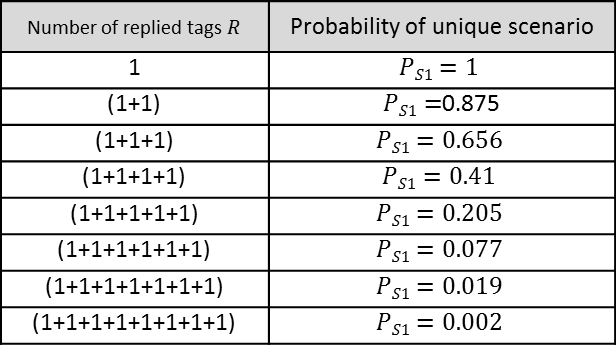 Number of replied tags R Probability of unique scenario
1 P_{S1} = 1
(1+1) P_{S1} =0.875
(1+1+1) P_{S1} = 0.656
(1+1+1+1) P_{S1} = 0.41
(1+1+1+1+1) P_{S1} = 0.205
(1+1+1+1+1+1) P_{S1} = 0.077
(1+1+1+1+1+1+1) P_{S1} = 0.019
(1+1+1+1+1+1+1+1) P_{S1} = 0.002